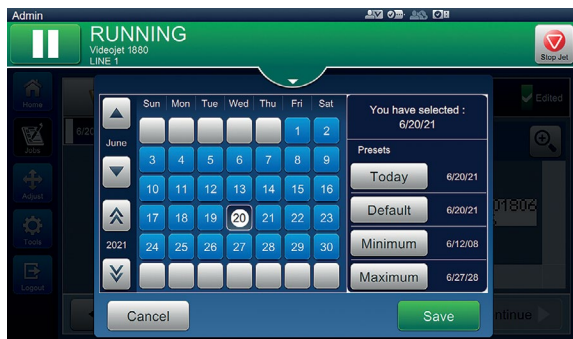 Admin
RUNNING
Videojet 1880
LINE 1
Stop Jet
Home
Jobs
Adjust
Tools
Logout
6/20
Edited
01806
ntinue
June
2021
Sun Mon Tue Wed Thu Fri Sat
1 2
3 4 5 6 7 8 9
10 11 12 13 14 15 16
17 18 19 20 21 22 23
24 25 26 27 28 29 30
You have selected :
6/20/21
Presets
Today 6/20/21
Default 6/20/21
Minimum 6/12/08
Maximum 6/27/28
Cancel
Save